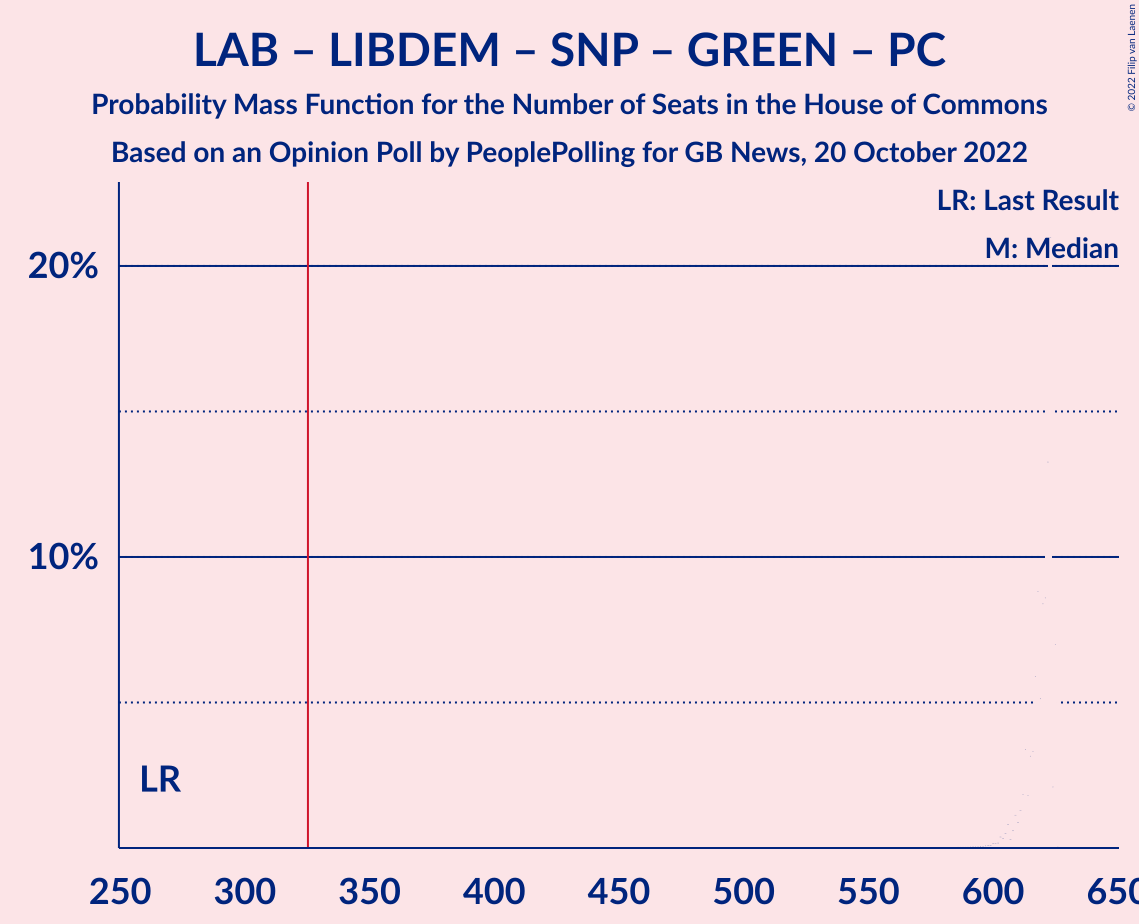 LAB – LIBDEM – SNP – GREEN – PC
Probability Mass Function for the Number of Seats in the House of Commons
Based on an Opinion Poll by PeoplePolling for GB News, 20 October 2022
© 2022 Filip van Laenen
LR: Last Result
M: Median
20%
10%
LR
250 300 350 400 450 500 550 600 650